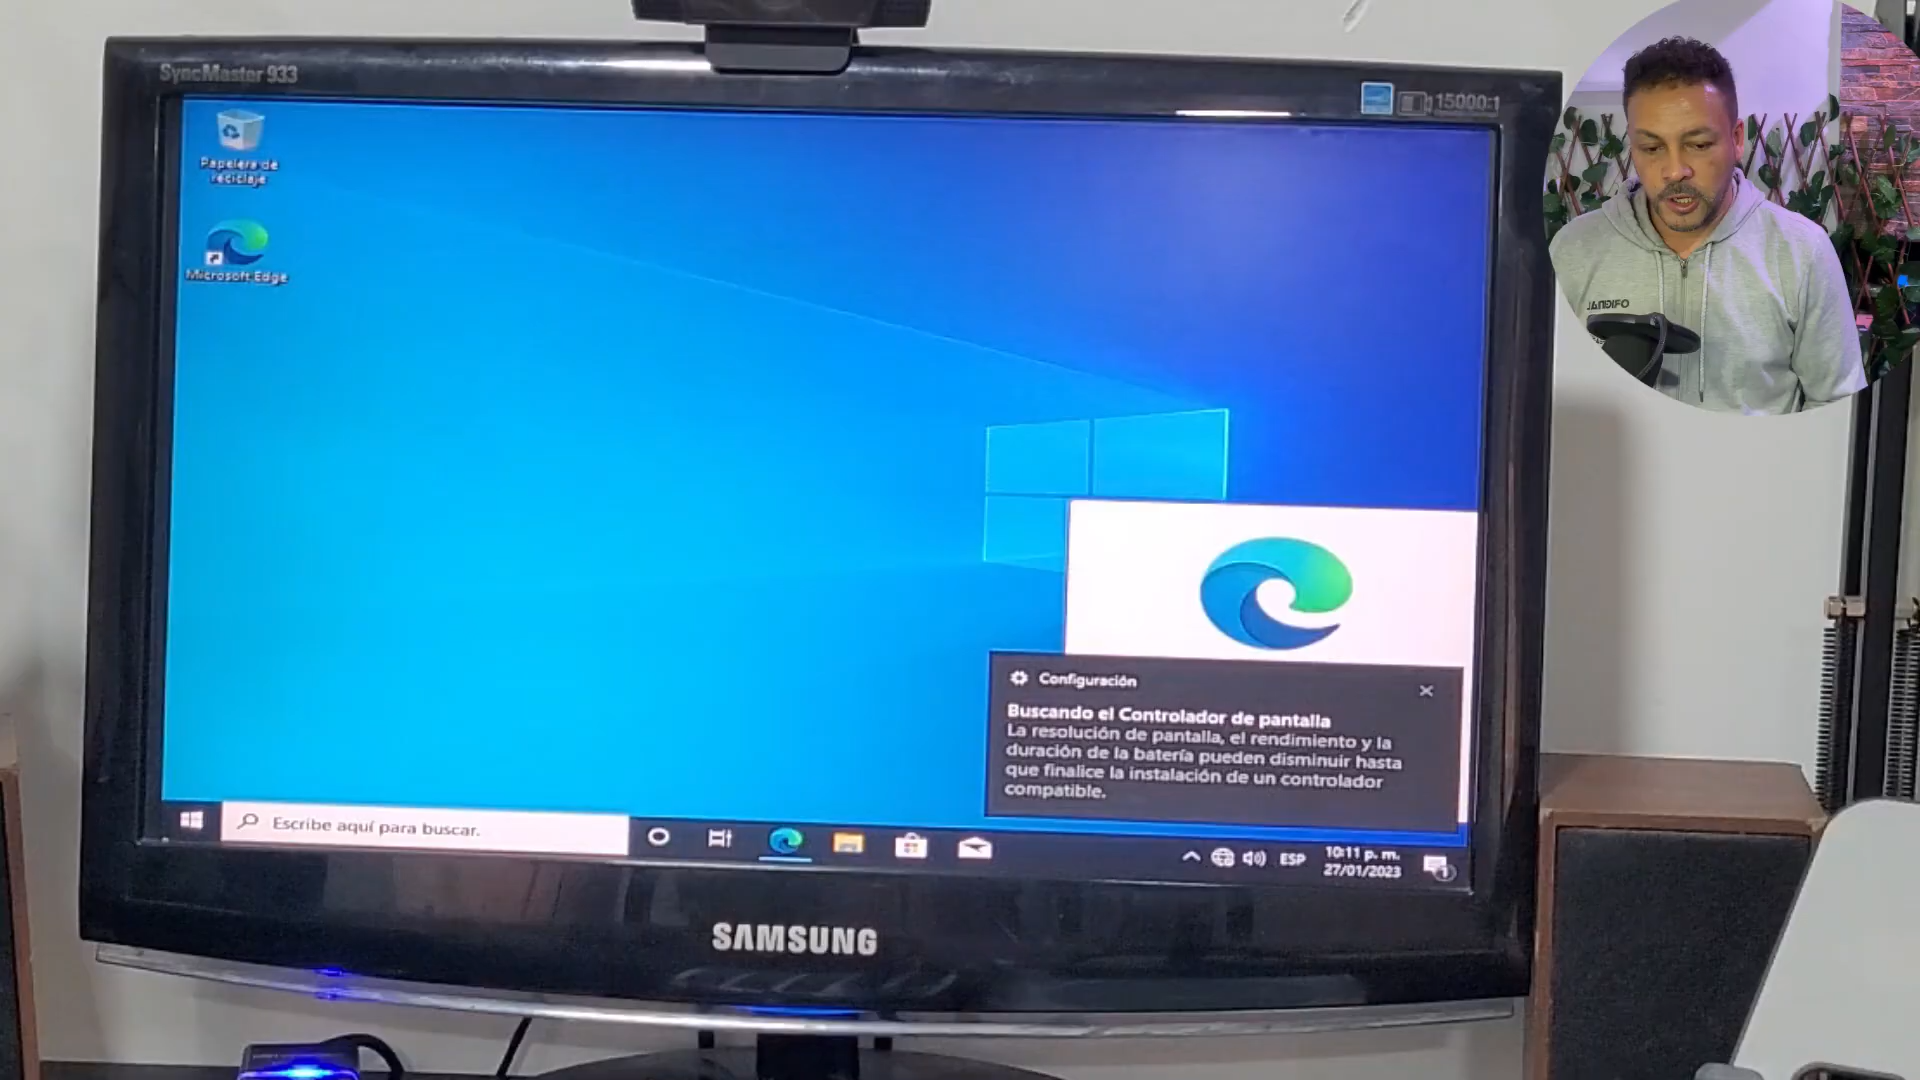 SyncMaster 933
15000:1
Papelera de
reciclaje
Microsoft Edge
Configuración
Buscando el Controlador de pantalla
La resolución de pantalla, el rendimiento y la
duración de la batería pueden disminuir hasta
que finalice la instalación de un controlador
compatible.
Escribe aquí para buscar.
ESP
10:11 p. m.
27/01/2023
1
SAMSUNG